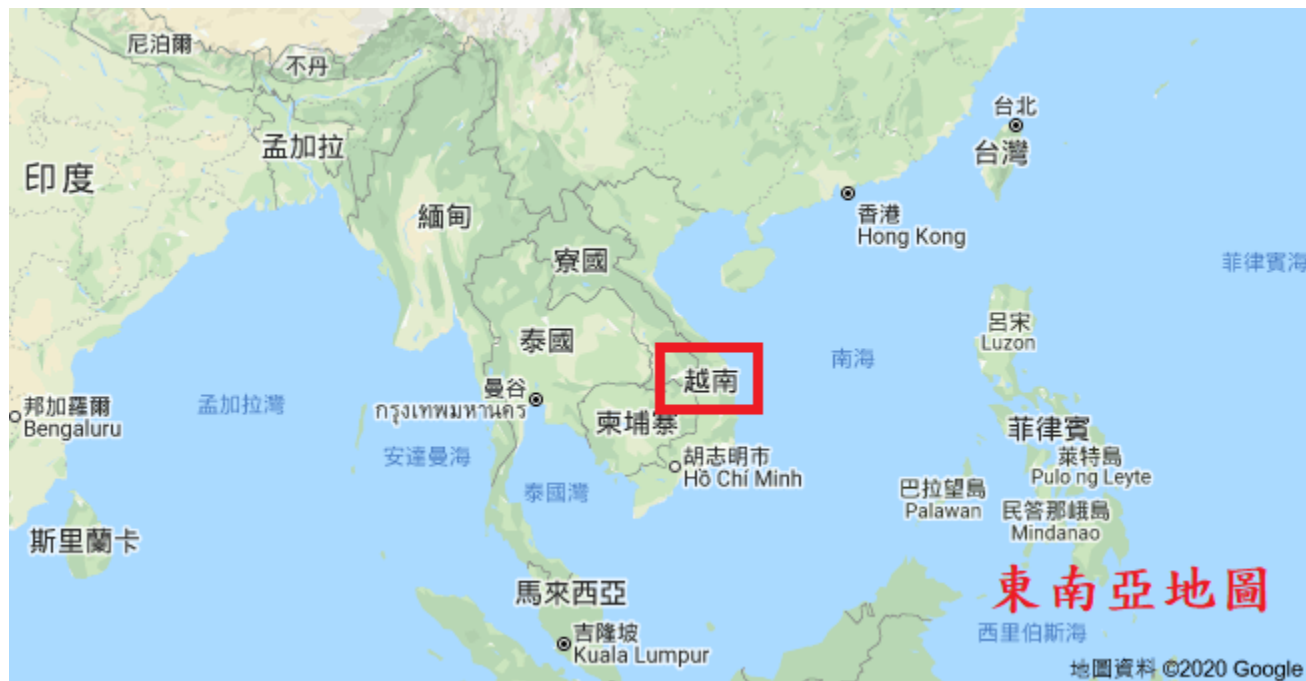 尼泊爾
不丹
台北
孟加拉
台灣
印度
緬甸
香港
Hong Kong
寮國
菲律賓海
呂宋
Luzon
泰國
南海
越南
曼谷
กรุงเทพมหานคร
孟加拉灣
邦加羅爾
Bengaluru
柬埔寨
菲律賓
安達曼海
胡志明市
Hồ Chí Minh
萊特島
Pulo ng Leyte
泰國灣
巴拉望島
Palawan
民答那峨島
Mindanao
斯里蘭卡
馬來西亞
東南亞地圖
吉隆坡
Kuala Lumpur
西里伯斯海
地圖資料 ©2020 Google